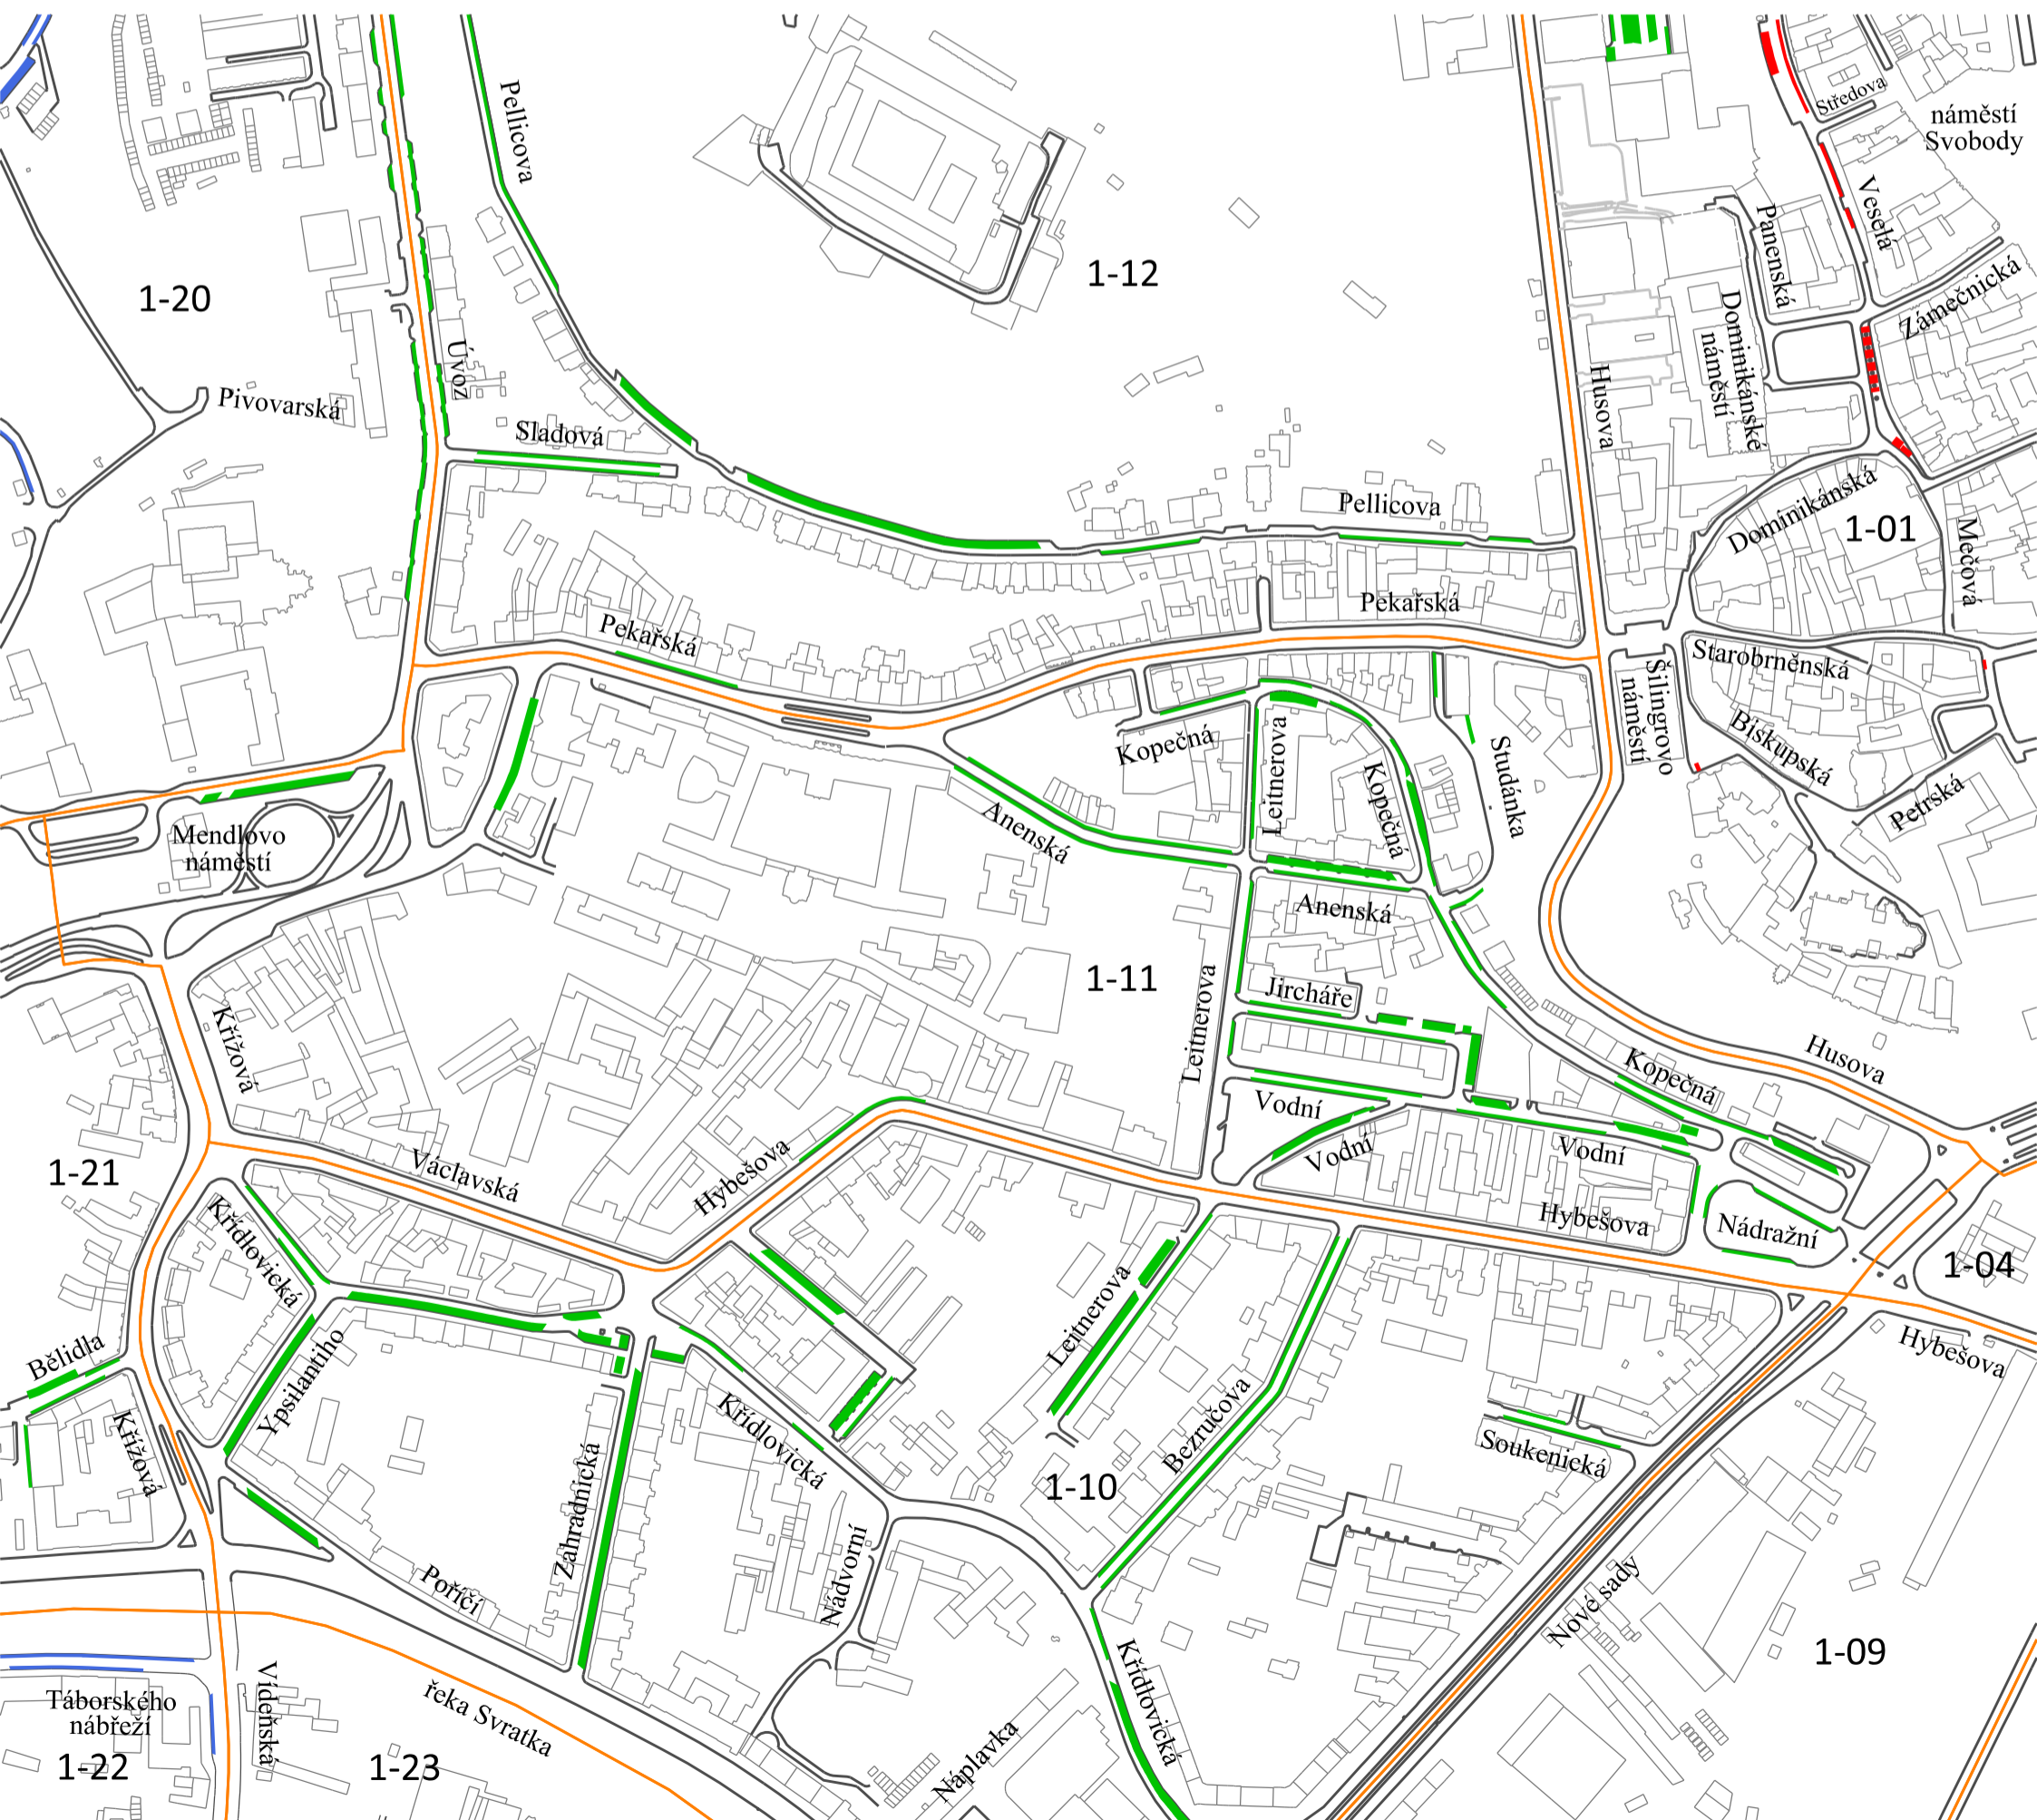 Pellicova
Středova
náměstí
Svobody
Veselá
Panenská
1-12
1-20
Zámečnická
Dominikánské
náměstí
Úvoz
Husova
Pivovarská
Sladová
Pellicova
Dominikánská
1-01
Mečová
Pekařská
Pekařská
Starobrněnská
Šilingrovo
náměstí
Biskupská
Kopečná
Leitnerova
Kopečná
Studánka
Petrská
Anenská
Mendlovo
náměstí
Anenská
1-11
Leitnerova
Jircháře
Křížová
Husova
Kopečná
Vodní
Vodní
Vodní
Hybešova
Václavská
1-21
Křídlovická
Hybešova
Nádražní
1-04
Leitnerova
Hybešova
Bělidla
Ypsilantiho
Křížová
Křídlovická
Bezručova
Soukenická
1-10
Zahradnická
Nádvorní
Poříčí
Nové sady
1-09
Křídlovická
Táborského
nábřeží
Vídeňská
řeka Svratka
Náplavka
1-22
1-23